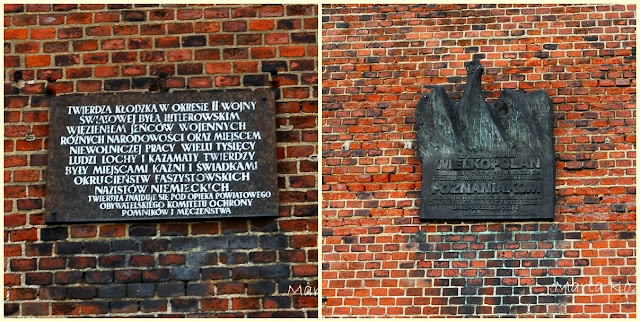 TWIERDZA KŁODZKA W OKRESIE II WOJNY
ŚWIATOWEJ BYŁA HITLEROWSKIM
WIĘZIENIEM JEŃCÓW WOJENNYCH
RÓŻNYCH NARODOWOŚCI ORAZ MIEJSCEM
NIEWOLNICZEJ PRACY WIELU TYSIĘCY
LUDZI LOCHY I KAZAMATY TWIERDZY
BYŁY MIEJSCAMI KAŹNI I ŚWIADKAMI
OKRUCIEŃSTW FASZYSTOWSKICH
NAZISTÓW NIEMIECKICH.
TWIERDZA ZNAJDUJE SIĘ POD OPIEKĄ POWIATOWEGO
OBYWATELSKIEGO KOMITETU OCHRONY
POMNIKÓW I MĘCZEŃSTWA
WIELKOPOLAN
POZNANIAKOM
Marta